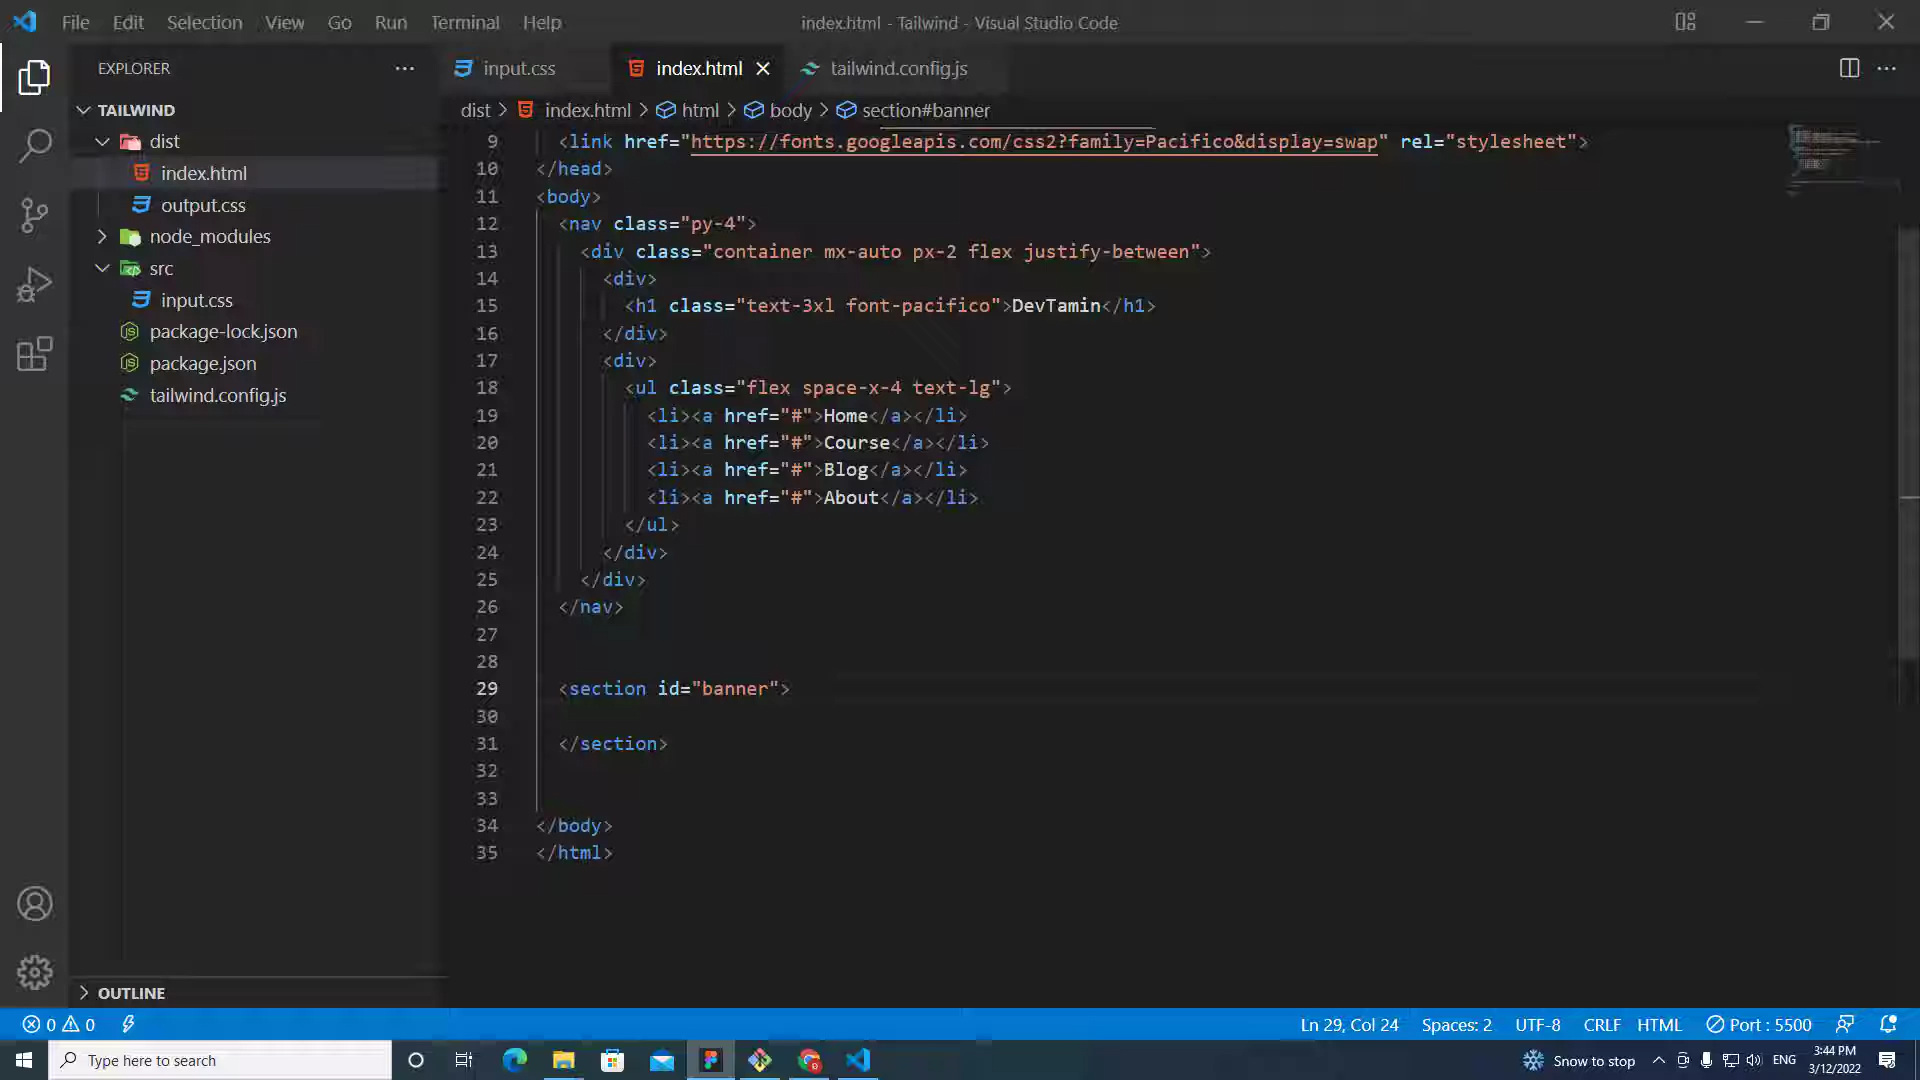 File Edit Selection View Go Run Terminal Help
index.html - Tailwind - Visual Studio Code
EXPLORER
TAILWIND
dist
index.html
output.css
node_modules
src
input.css
package-lock.json
package.json
tailwind.config.js
OUTLINE
input.css index.html tailwind.config.js
dist > index.html > html > body > section#banner
9 <link href="https://fonts.googleapis.com/css2?family=Pacifico&display=swap" rel="stylesheet">
10 </head>
11 <body>
12 <nav class="py-4">
13 <div class="container mx-auto px-2 flex justify-between">
14 <div>
15 <h1 class="text-3xl font-pacifico">DevTamin</h1>
16 </div>
17 <div>
18 <ul class="flex space-x-4 text-lg">
19 <li><a href="#">Home</a></li>
20 <li><a href="#">Course</a></li>
21 <li><a href="#">Blog</a></li>
22 <li><a href="#">About</a></li>
23 </ul>
24 </div>
25 </div>
26 </nav>
27
28
29 <section id="banner">
30
31 </section>
32
33
34 </body>
35 </html>
0 0 Ln 29, Col 24 Spaces: 2 UTF-8 CRLF HTML Port : 5500
Type here to search
Snow to stop ENG
3:44 PM
3/12/2022